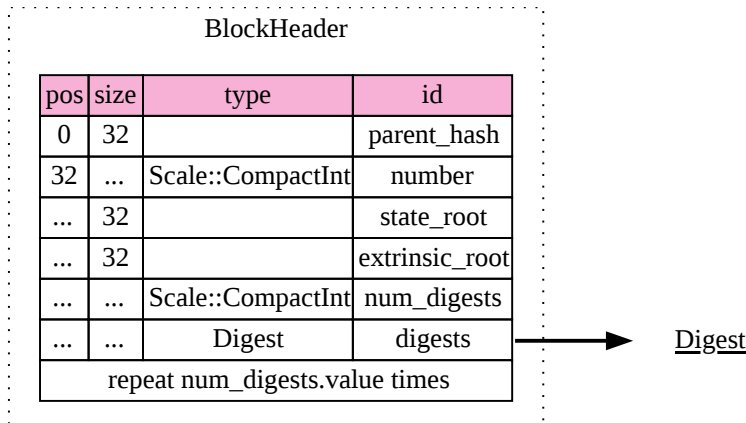 BlockHeader
pos size type id
0 32 parent_hash
32 ... Scale::CompactInt number
... 32 state_root
... 32 extrinsic_root
... ... Scale::CompactInt num_digests
... ... Digest digests Digest
repeat num_digests.value times